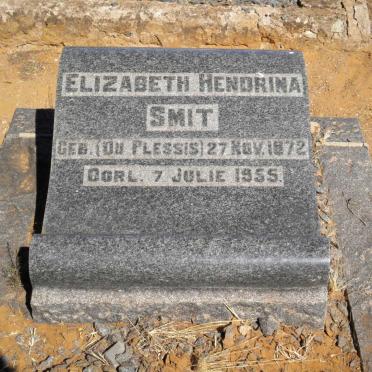 ELIZABETH HENDRINA
SMIT
GEB. (DU PLESSIS) 27 NOV. 1872
OORL. 7 JULIE 1955.